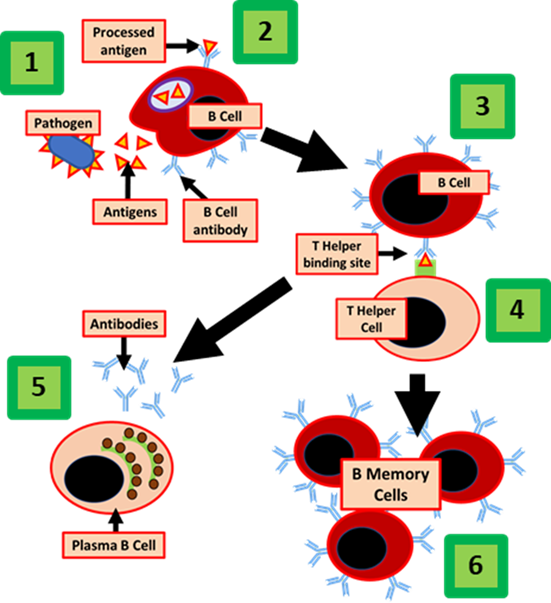 1
Processed
antigen
2
Pathogen
B Cell
Antigens
B Cell
antibody
3
B Cell
T Helper
binding site
4
T Helper
Cell
Antibodies
5
Plasma B Cell
B Memory
Cells
6